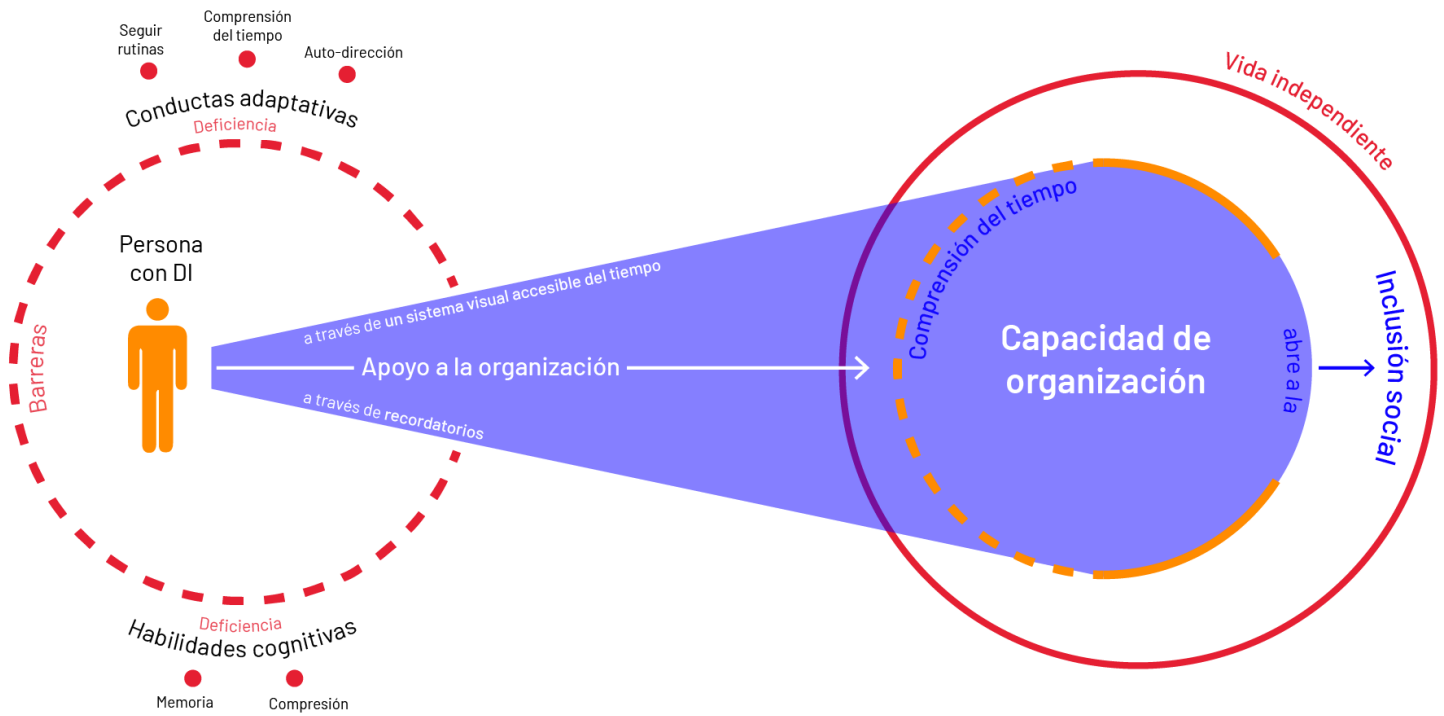 Seguir
rutinas
Comprensión
del tiempo
Auto-dirección
Conductas adaptativas
Deficiencia
Barreras
Persona
con DI
a través de un sistema visual accesible del tiempo
Apoyo a la organización
a través de recordatorios
Deficiencia
Habilidades cognitivas
Memoria
Compresión
Vida independiente
Comprensión del tiempo
Capacidad de
organización
abre a la
Inclusión social